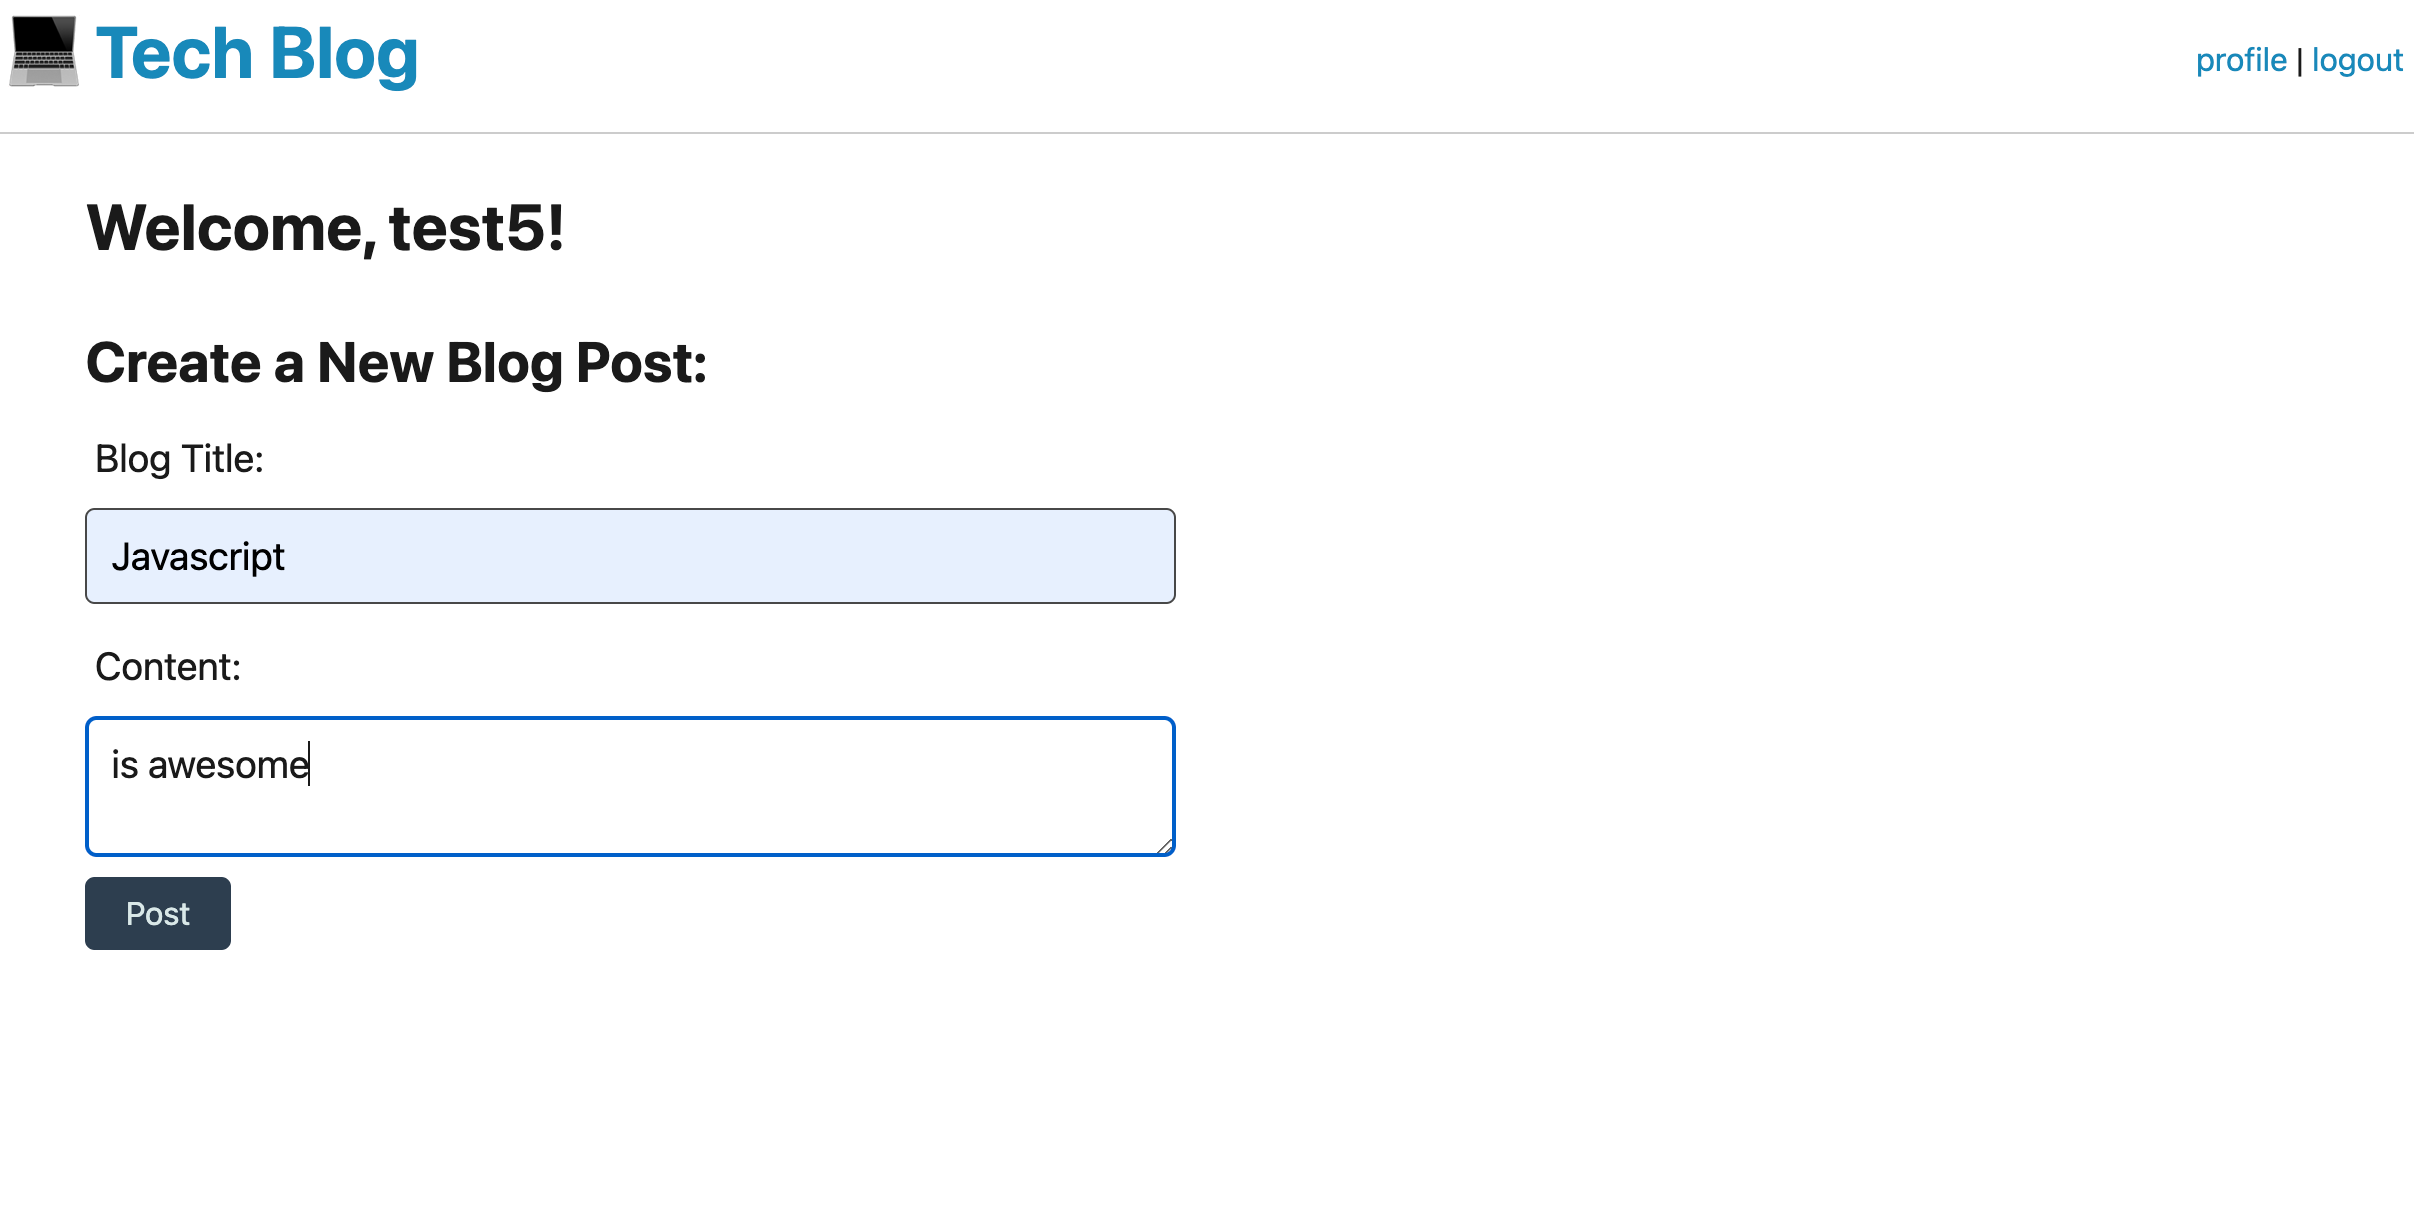 Tech Blog
profile | logout
Welcome, test5!
Create a New Blog Post:
Blog Title:
Javascript
Content:
is awesome
Post